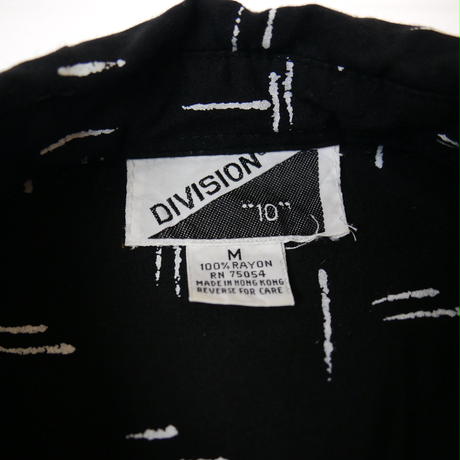 DIVISION
"10"
M
100% RAYON
RN 75054
MADE IN HONG KONG
REVERSE FOR CARE